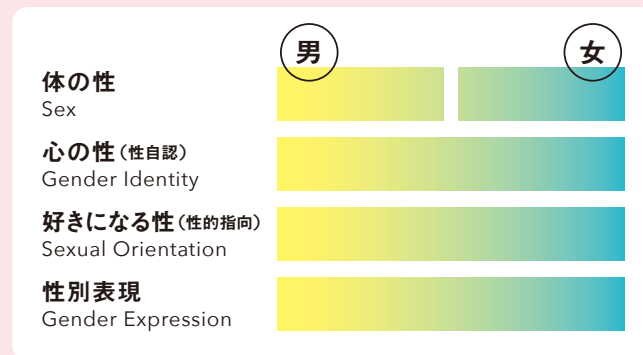 男 女
体の性
Sex
心の性（性自認）
Gender Identity
好きになる性（性的指向）
Sexual Orientation
性別表現
Gender Expression